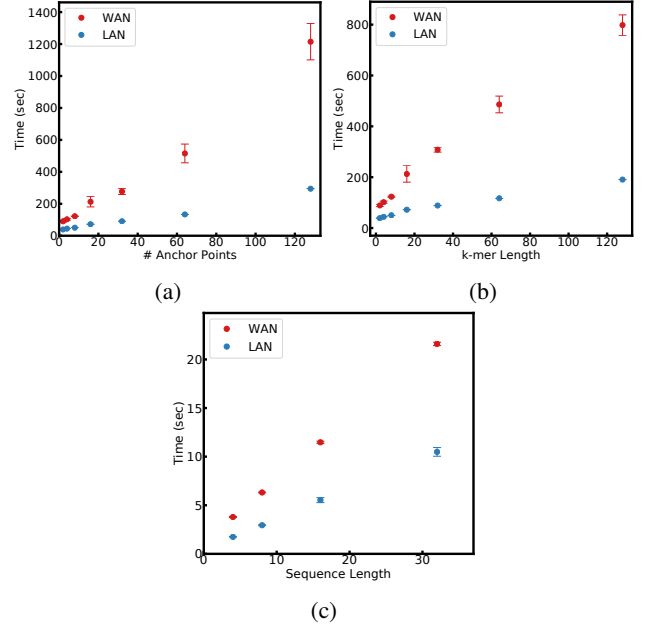 WAN
LAN
Time (sec)
1400
1200
1000
800
600
400
200
0
0 20 40 60 80 100 120
# Anchor Points
(a)
WAN
LAN
Time (sec)
800
600
400
200
0
0 20 40 60 80 100 120
k-mer Length
(b)
WAN
LAN
Time (sec)
20
15
10
5
0
0 10 20 30
Sequence Length
(c)